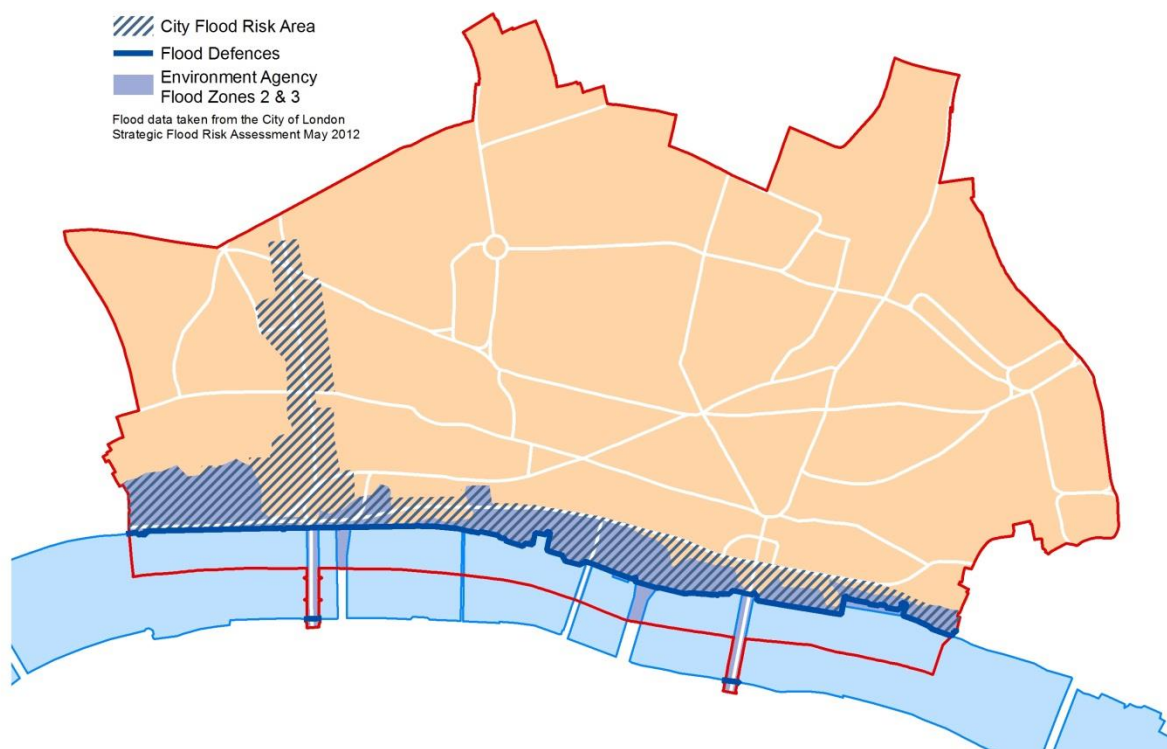 City Flood Risk Area
Flood Defences
Environment Agency
Flood Zones 2 & 3
Flood data taken from the City of London
Strategic Flood Risk Assessment May 2012